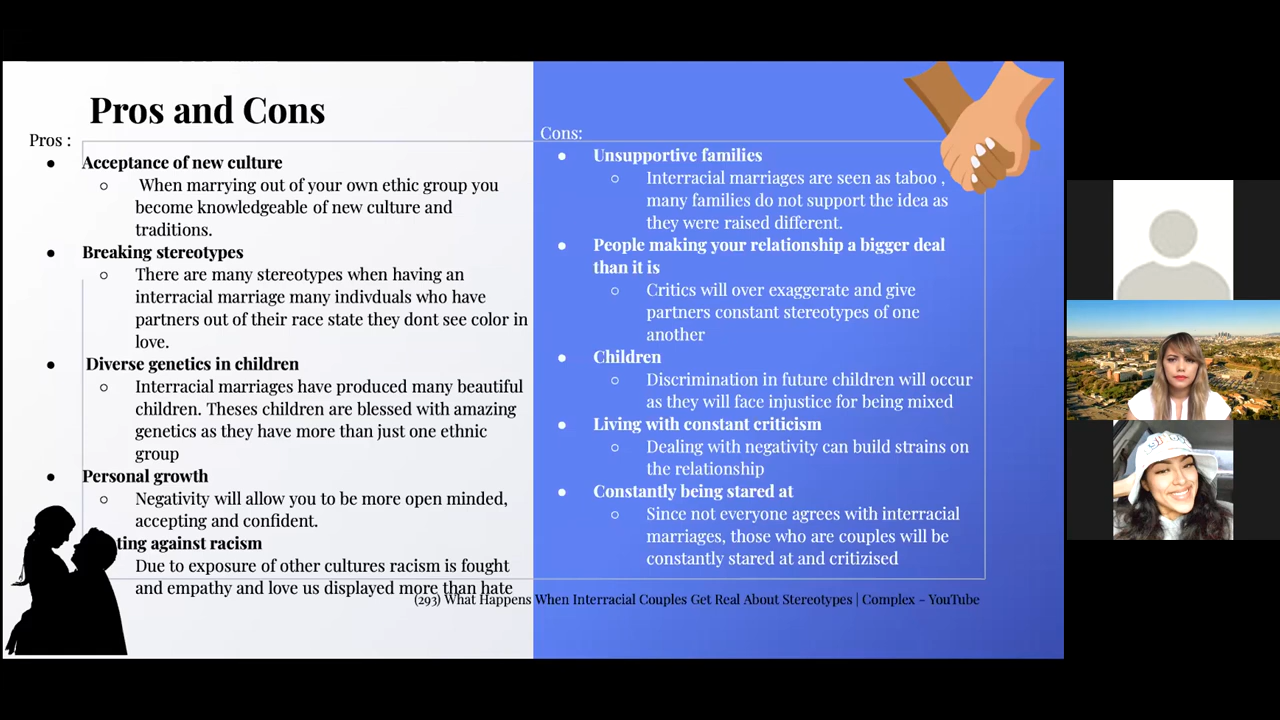 Pros and Cons
Pros :
Acceptance of new culture
When marrying out of your own ethic group you
become knowledgeable of new culture and
traditions.
Breaking stereotypes
There are many stereotypes when having an
interracial marriage many indivduals who have
partners out of their race state they dont see color in
love.
Diverse genetics in children
Interracial marriages have produced many beautiful
children. Theses children are blessed with amazing
genetics as they have more than just one ethnic
group
Personal growth
Negativity will allow you to be more open minded,
accepting and confident.
ting against racism
Due to exposure of other cultures racism is fought
and empathy and love us displayed more than hate
Cons:
Unsupportive families
Interracial marriages are seen as taboo ,
many families do not support the idea as
they were raised different.
People making your relationship a bigger deal
than it is
Critics will over exaggerate and give
partners constant stereotypes of one
another
Children
Discrimination in future children will occur
as they will face injustice for being mixed
Living with constant criticism
Dealing with negativity can build strains on
the relationship
Constantly being stared at
Since not everyone agrees with interracial
marriages, those who are couples will be
constantly stared at and critizised
(293) What Happens When Interracial Couples Get Real About Stereotypes | Complex - YouTube